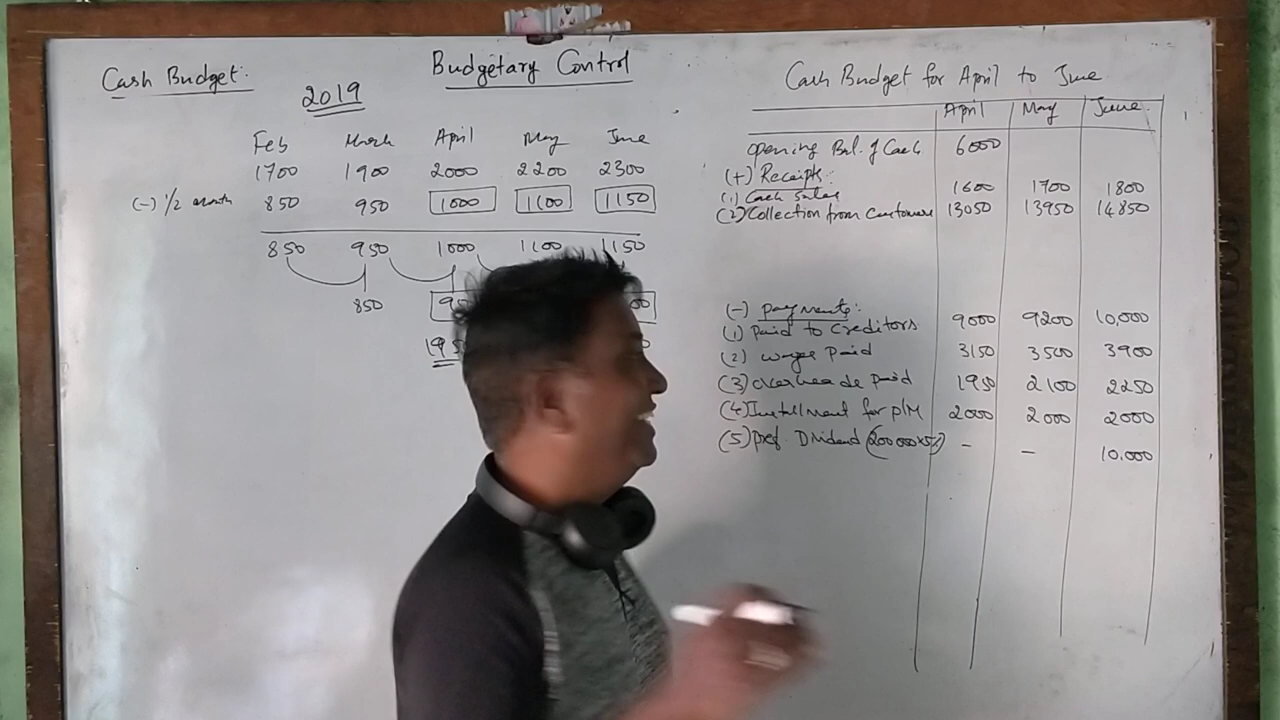 Cash Budget:
Budgetary Control
2019
Feb March April May June
1700 1900 2000 2200 2300
(-) 1/2 month 850 950 1000 1100 1150
850 950 1000 1100 1150
850
Cash Budget for April to June
April May June
opening Bal. of Cash 6000
(+) Receipts:
(1) Cash Sales 1600 1700 1800
(2) Collection from Customers 13050 13950 14850
(-) payments:
(1) paid to Creditors 9000 9200 10,000
(2) wages paid 3150 3500 3900
(3) overheads paid 1950 2100 2250
(4) Installment for P/M 2000 2000 2000
(5) pref. Dividend (200000x5%) - - 10,000